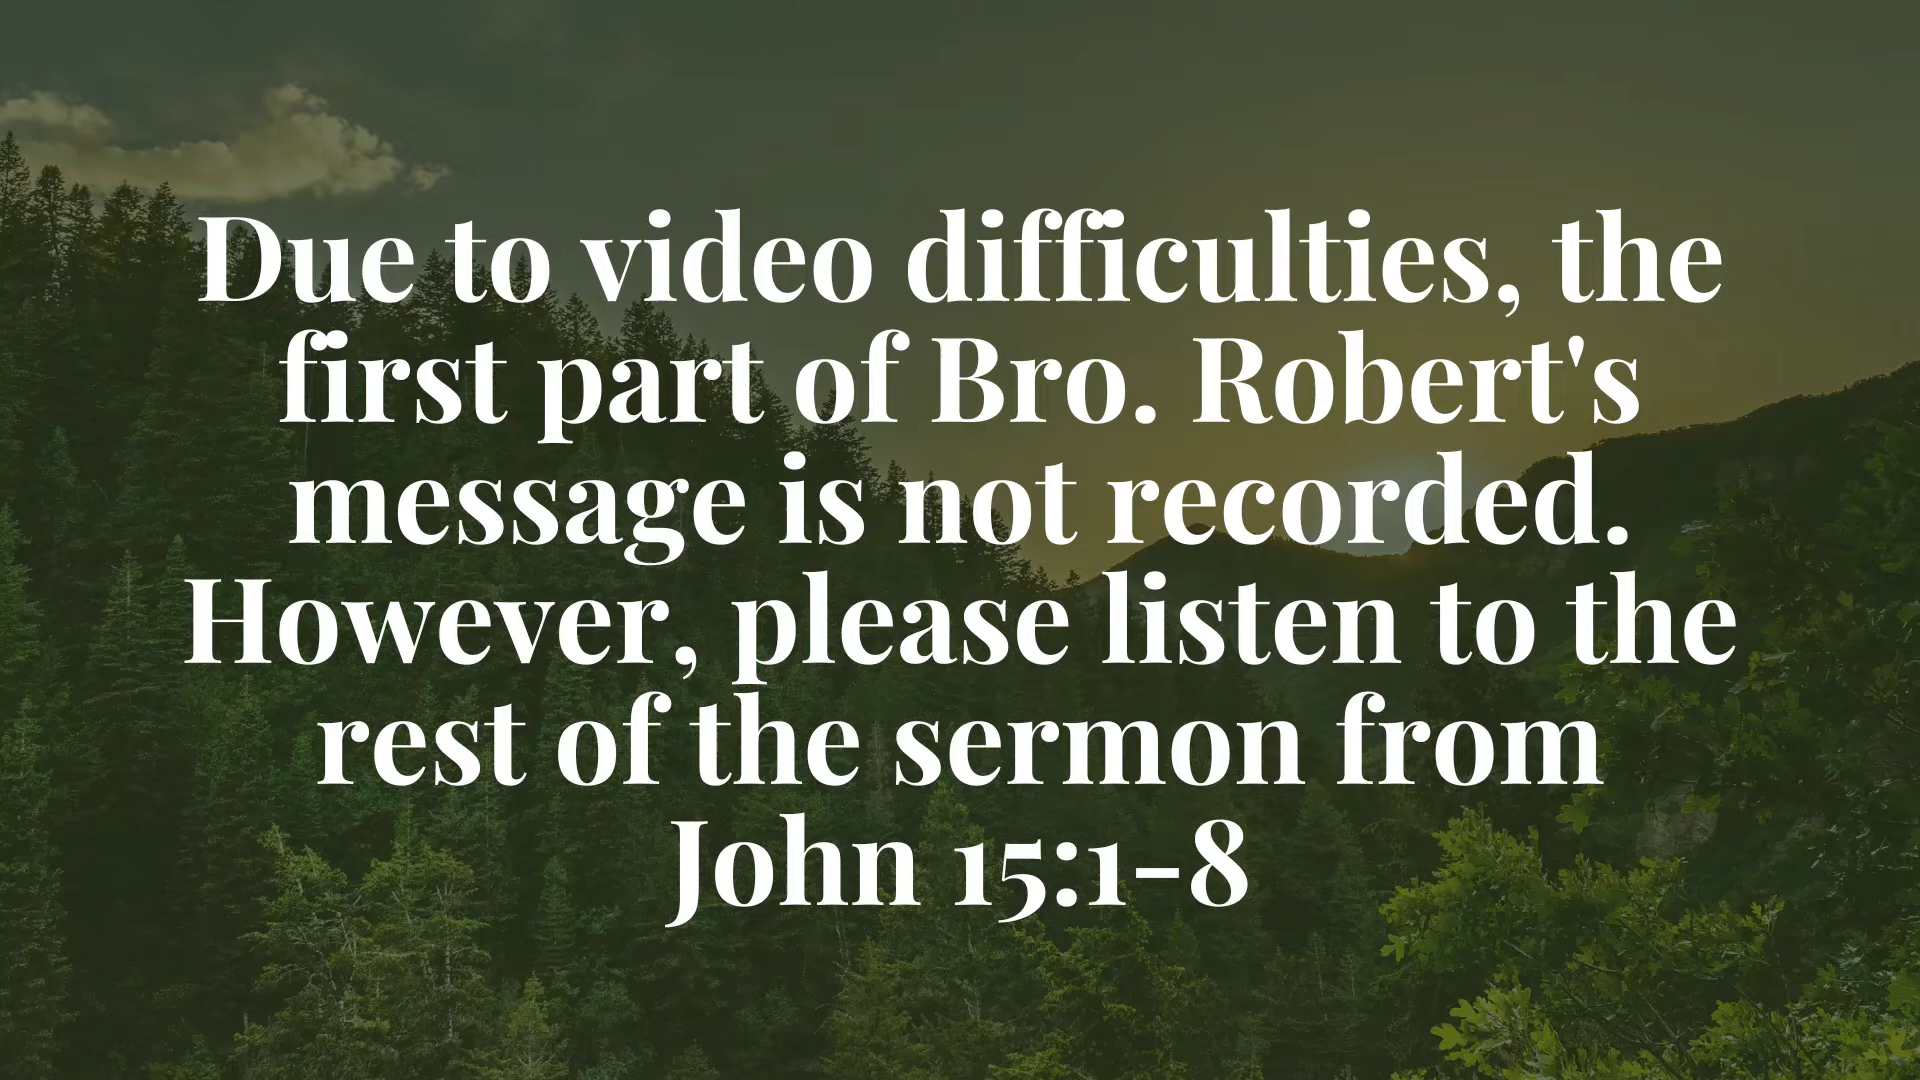 Due to video difficulties, the
first part of Bro. Robert's
message is not recorded.
However, please listen to the
rest of the sermon from
John 15:1-8